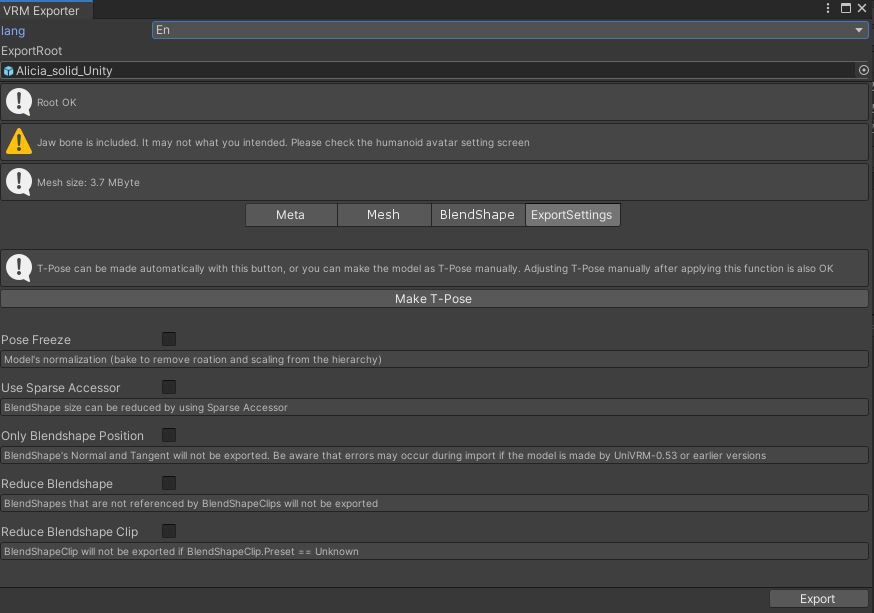 VRM Exporter
lang
En
ExportRoot
Alicia_solid_Unity
Root OK
Jaw bone is included. It may not what you intended. Please check the humanoid avatar setting screen
Mesh size: 3.7 MByte
Meta Mesh BlendShape ExportSettings
T-Pose can be made automatically with this button, or you can make the model as T-Pose manually. Adjusting T-Pose manually after applying this function is also OK
Make T-Pose
Pose Freeze
Model's normalization (bake to remove roation and scaling from the hierarchy)
Use Sparse Accessor
BlendShape size can be reduced by using Sparse Accessor
Only Blendshape Position
BlendShape's Normal and Tangent will not be exported. Be aware that errors may occur during import if the model is made by UniVRM-0.53 or earlier versions
Reduce Blendshape
BlendShapes that are not referenced by BlendShapeClips will not be exported
Reduce Blendshape Clip
BlendShapeClip will not be exported if BlendShapeClip.Preset == Unknown
Export